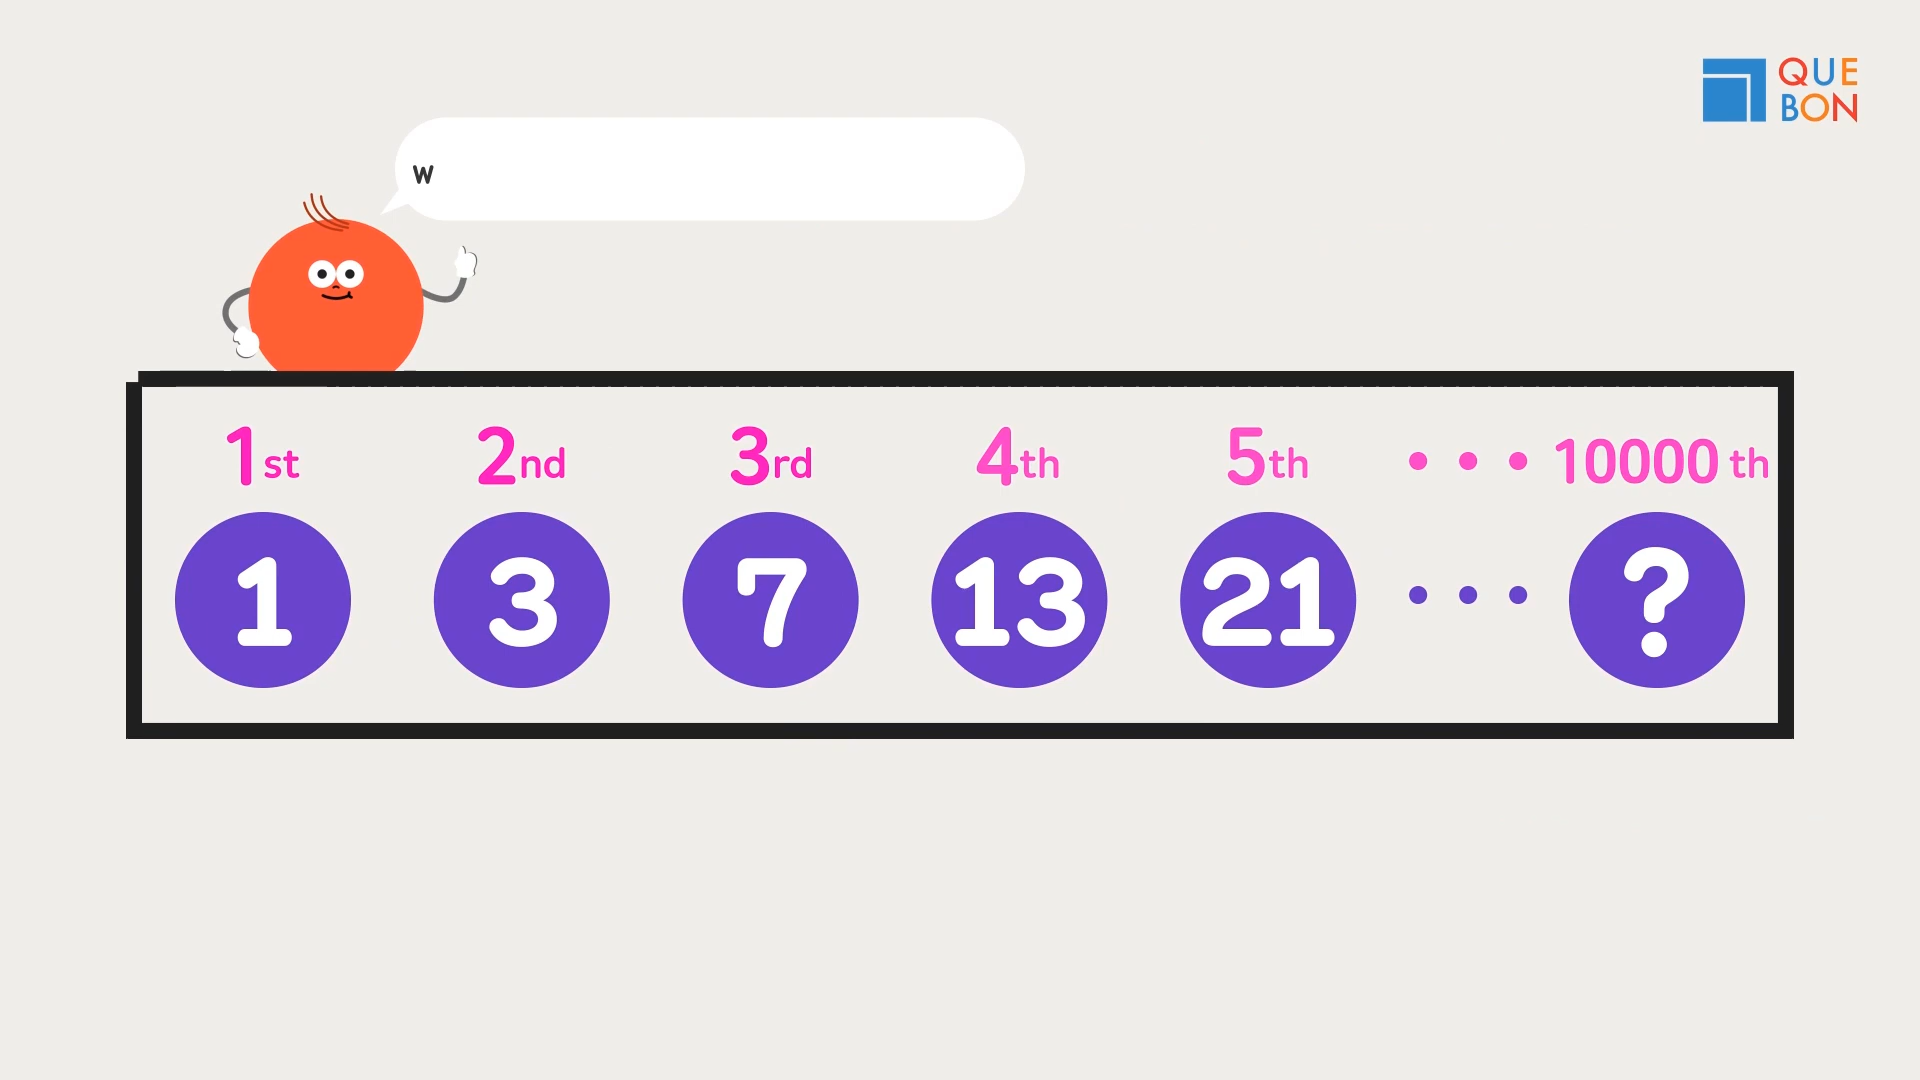 QUE
BON
w
1st 2nd 3rd 4th 5th • • • 10000 th
1 3 7 13 21 • • • ?